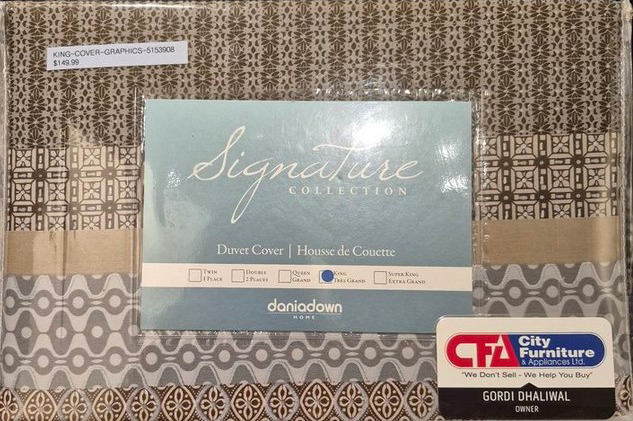 KING-COVER-GRAPHICS-5153908
$149.99
Signature
COLLECTION
Duvet Cover | Housse de Couette
TWIN
1 PLACE
DOUBLE
2 PLACES
QUEEN
GRAND
KING
TRÈS GRAND
SUPER KING
EXTRA GRAND
daniadown
HOME
CFA City
Furniture
& Appliances Ltd.
"We Don't Sell - We Help You Buy"
GORDI DHALIWAL
OWNER